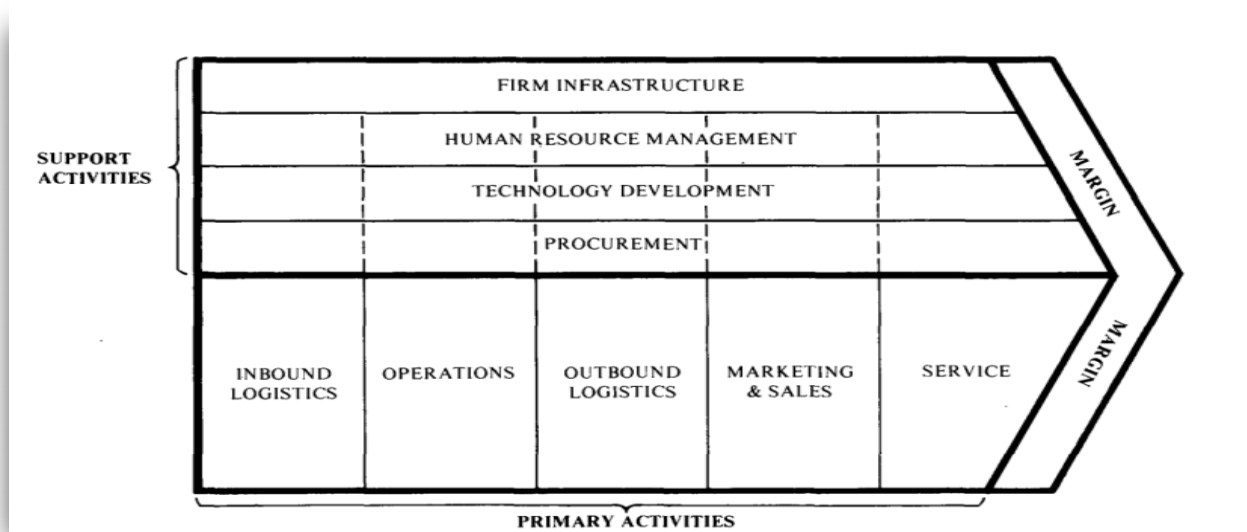 FIRM INFRASTRUCTURE
HUMAN RESOURCE MANAGEMENT
SUPPORT
ACTIVITIES
TECHNOLOGY DEVELOPMENT
PROCUREMENT
MARGIN
INBOUND
LOGISTICS
OPERATIONS
OUTBOUND
LOGISTICS
MARKETING
& SALES
SERVICE
MARGIN
PRIMARY ACTIVITIES